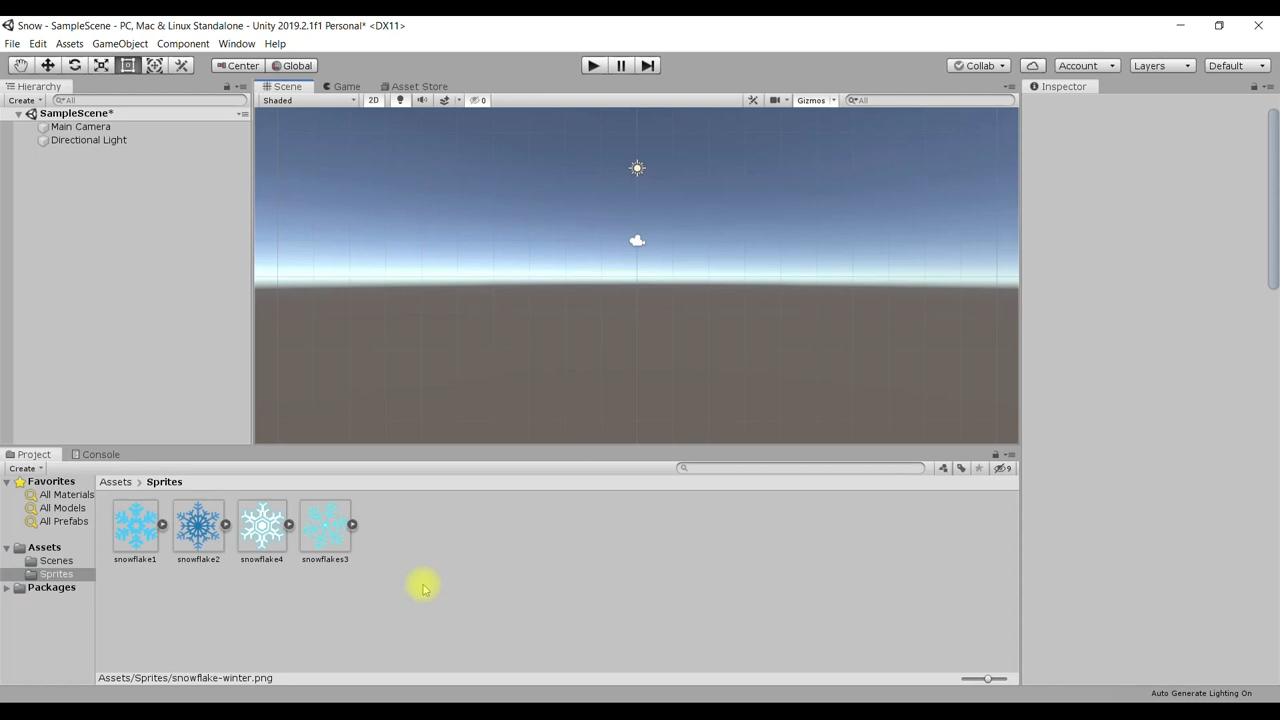 Snow - SampleScene - PC, Mac & Linux Standalone - Unity 2019.2.1f1 Personal* <DX11>
File Edit Assets GameObject Component Window Help
Center Global Collab Account Layers Default
Hierarchy Scene Game Asset Store Inspector
Create All Shaded 2D 0 Gizmos All
SampleScene*
Main Camera
Directional Light
Project Console
Create 9
Favorites
All Materials
All Models
All Prefabs
Assets
Scenes
Sprites
Packages
Assets > Sprites
snowflake1 snowflake2 snowflake4 snowflakes3
Assets/Sprites/snowflake-winter.png
Auto Generate Lighting On